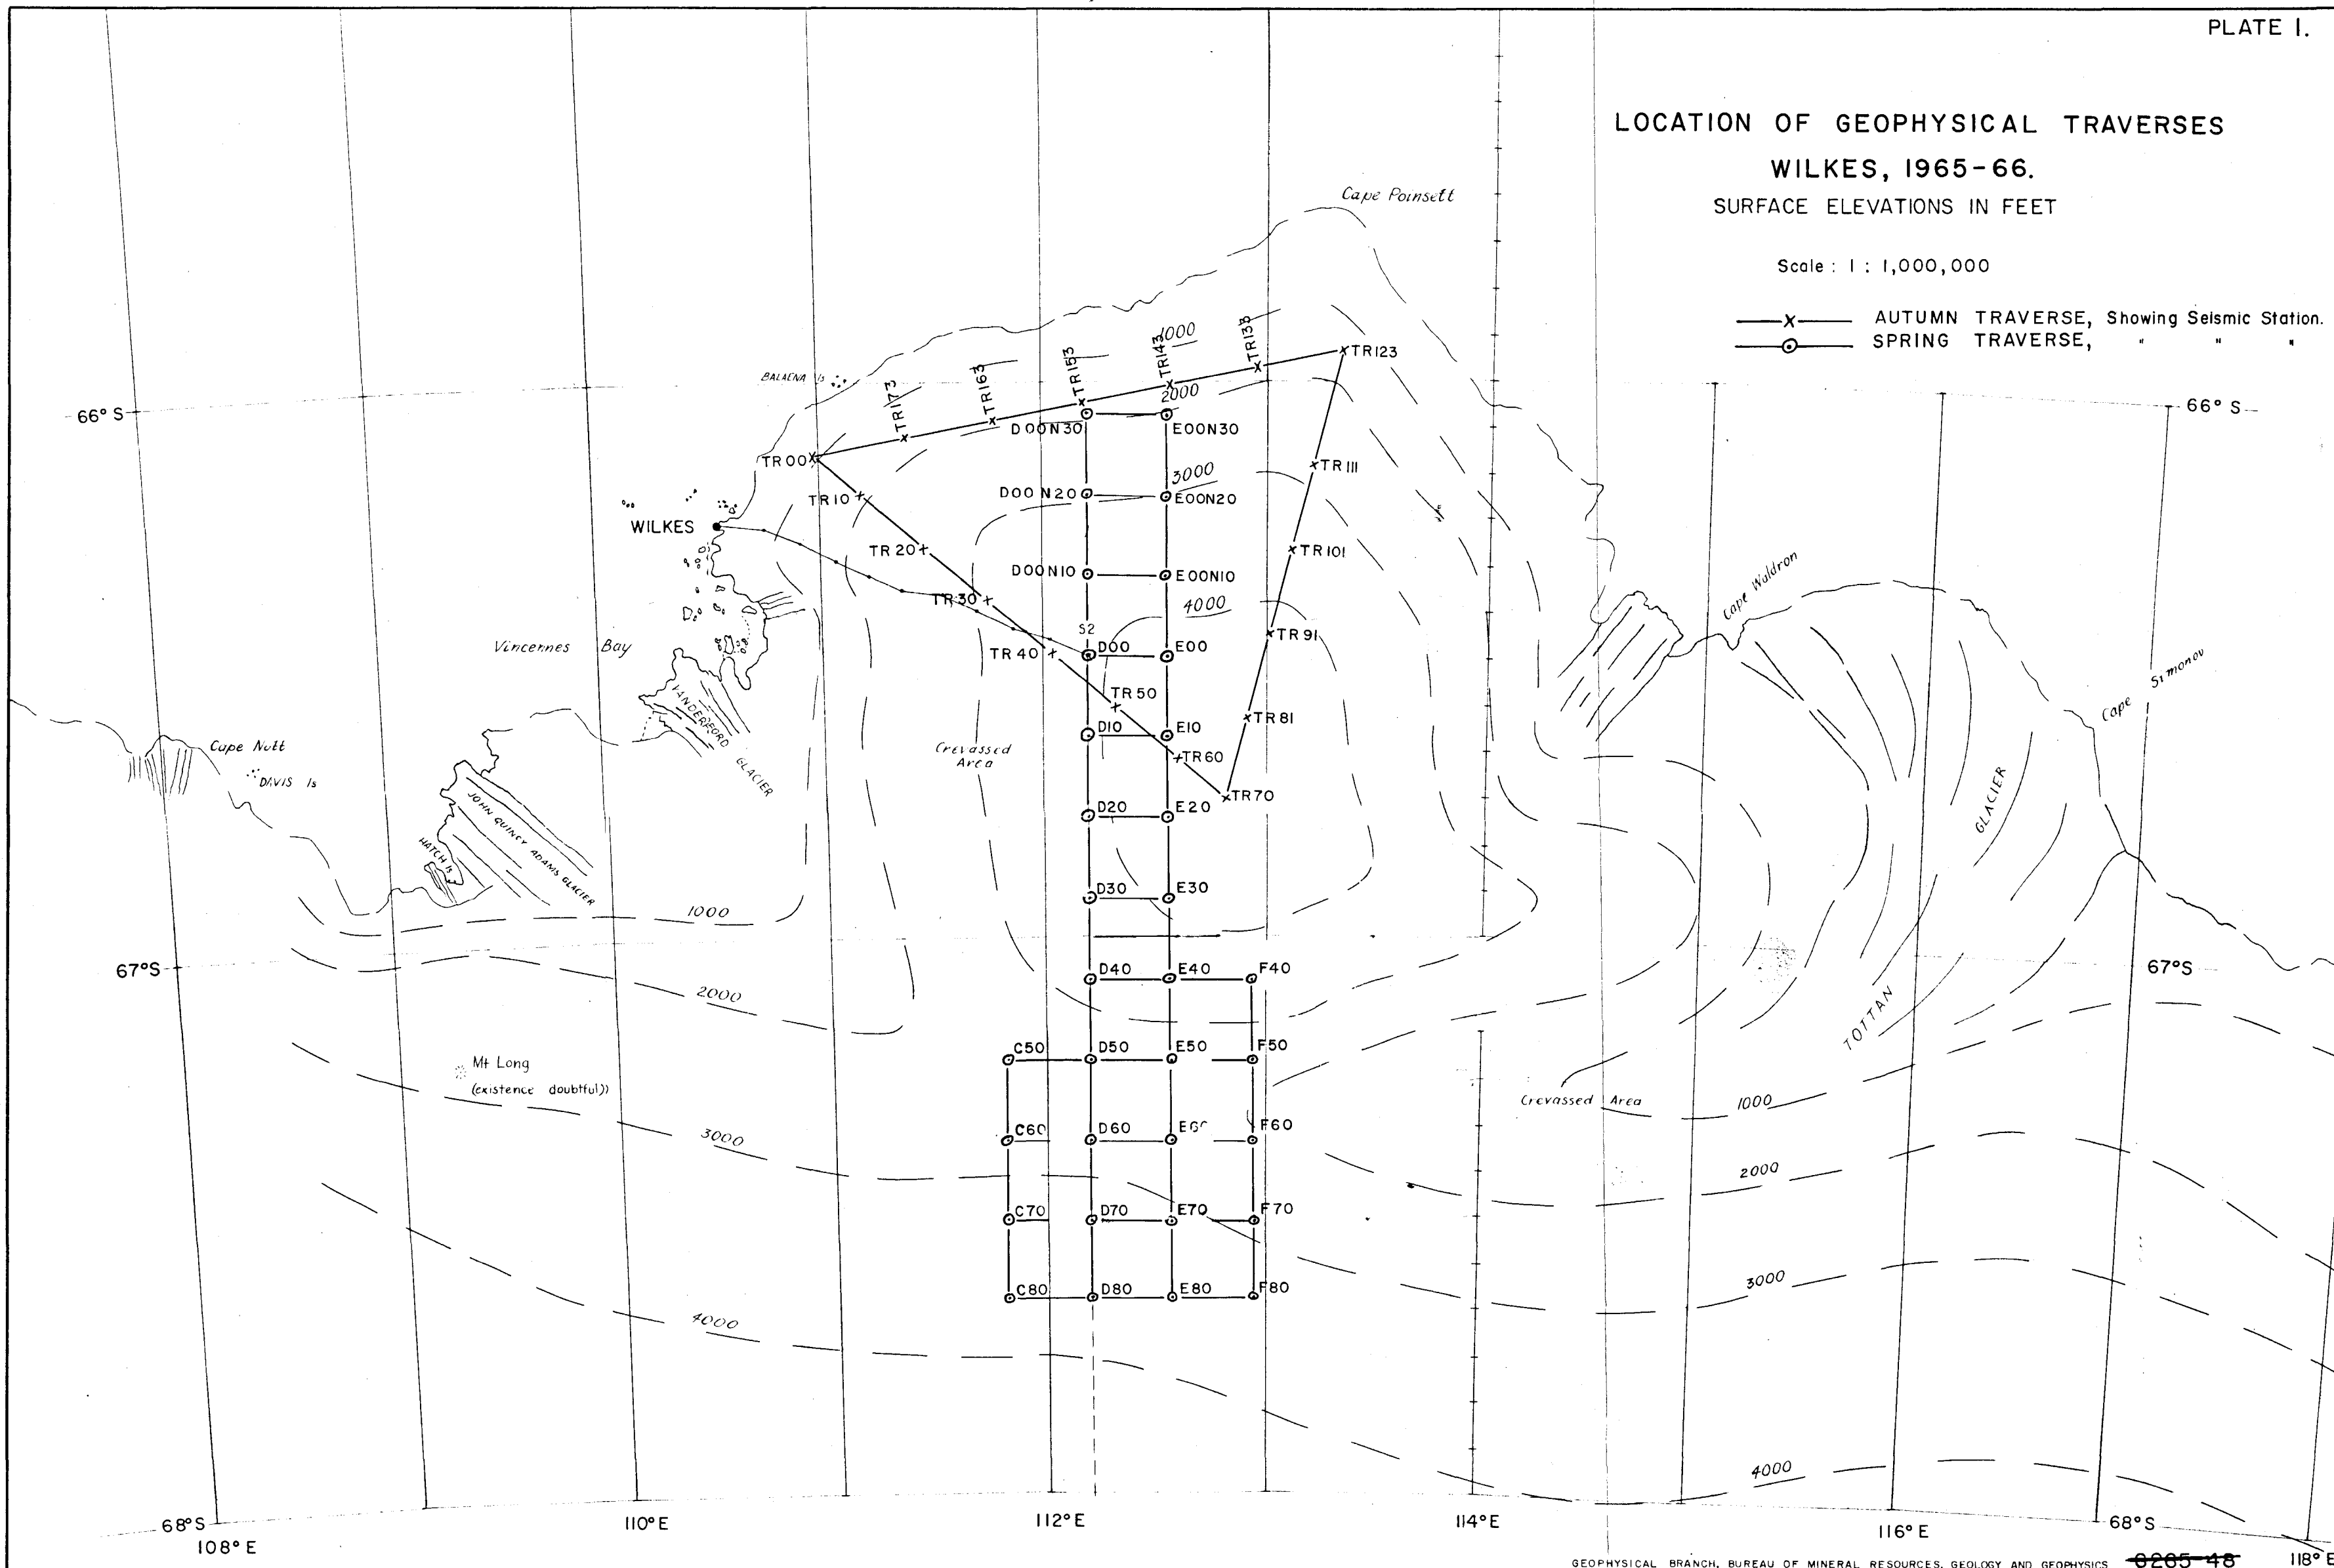 PLATE 1.
LOCATION OF GEOPHYSICAL TRAVERSES
WILKES, 1965-66.
SURFACE ELEVATIONS IN FEET
Scale : 1 : 1,000,000
AUTUMN TRAVERSE, Showing Seismic Station.
SPRING TRAVERSE, " " "
Cape Poinsett
1000
TR135
TR143
TR153
TR163
TR173
TR123
BALAENA Is
2000
66° S
66° S
D00N30
E00N30
TR00
TR111
3000
TR10
D00N20
E00N20
WILKES
TR20
TR101
D00N10
E00N10
Cape Waldron
TR30
4000
S2
TR91
Vincennes Bay
TR40
D00
E00
Cape Simonov
VANDERFORD GLACIER
TR50
TR81
D10
E10
Cape Nutt
Crevassed
Area
TR60
DAVIS Is
TR70
GLACIER
JOHN QUINCY ADAMS GLACIER
D20
E20
HATCH Is
D30
E30
1000
67°S
67°S
D40
E40
F40
2000
TOTTAN
C50
D50
E50
F50
Mt Long
(existence doubtful))
Crevassed Area
1000
C60
D60
E60
F60
3000
2000
C70
D70
E70
F70
3000
C80
D80
E80
F80
4000
4000
68°S
68°S
108°E
110°E
112°E
114°E
116°E
118°E
GEOPHYSICAL BRANCH, BUREAU OF MINERAL RESOURCES, GEOLOGY AND GEOPHYSICS